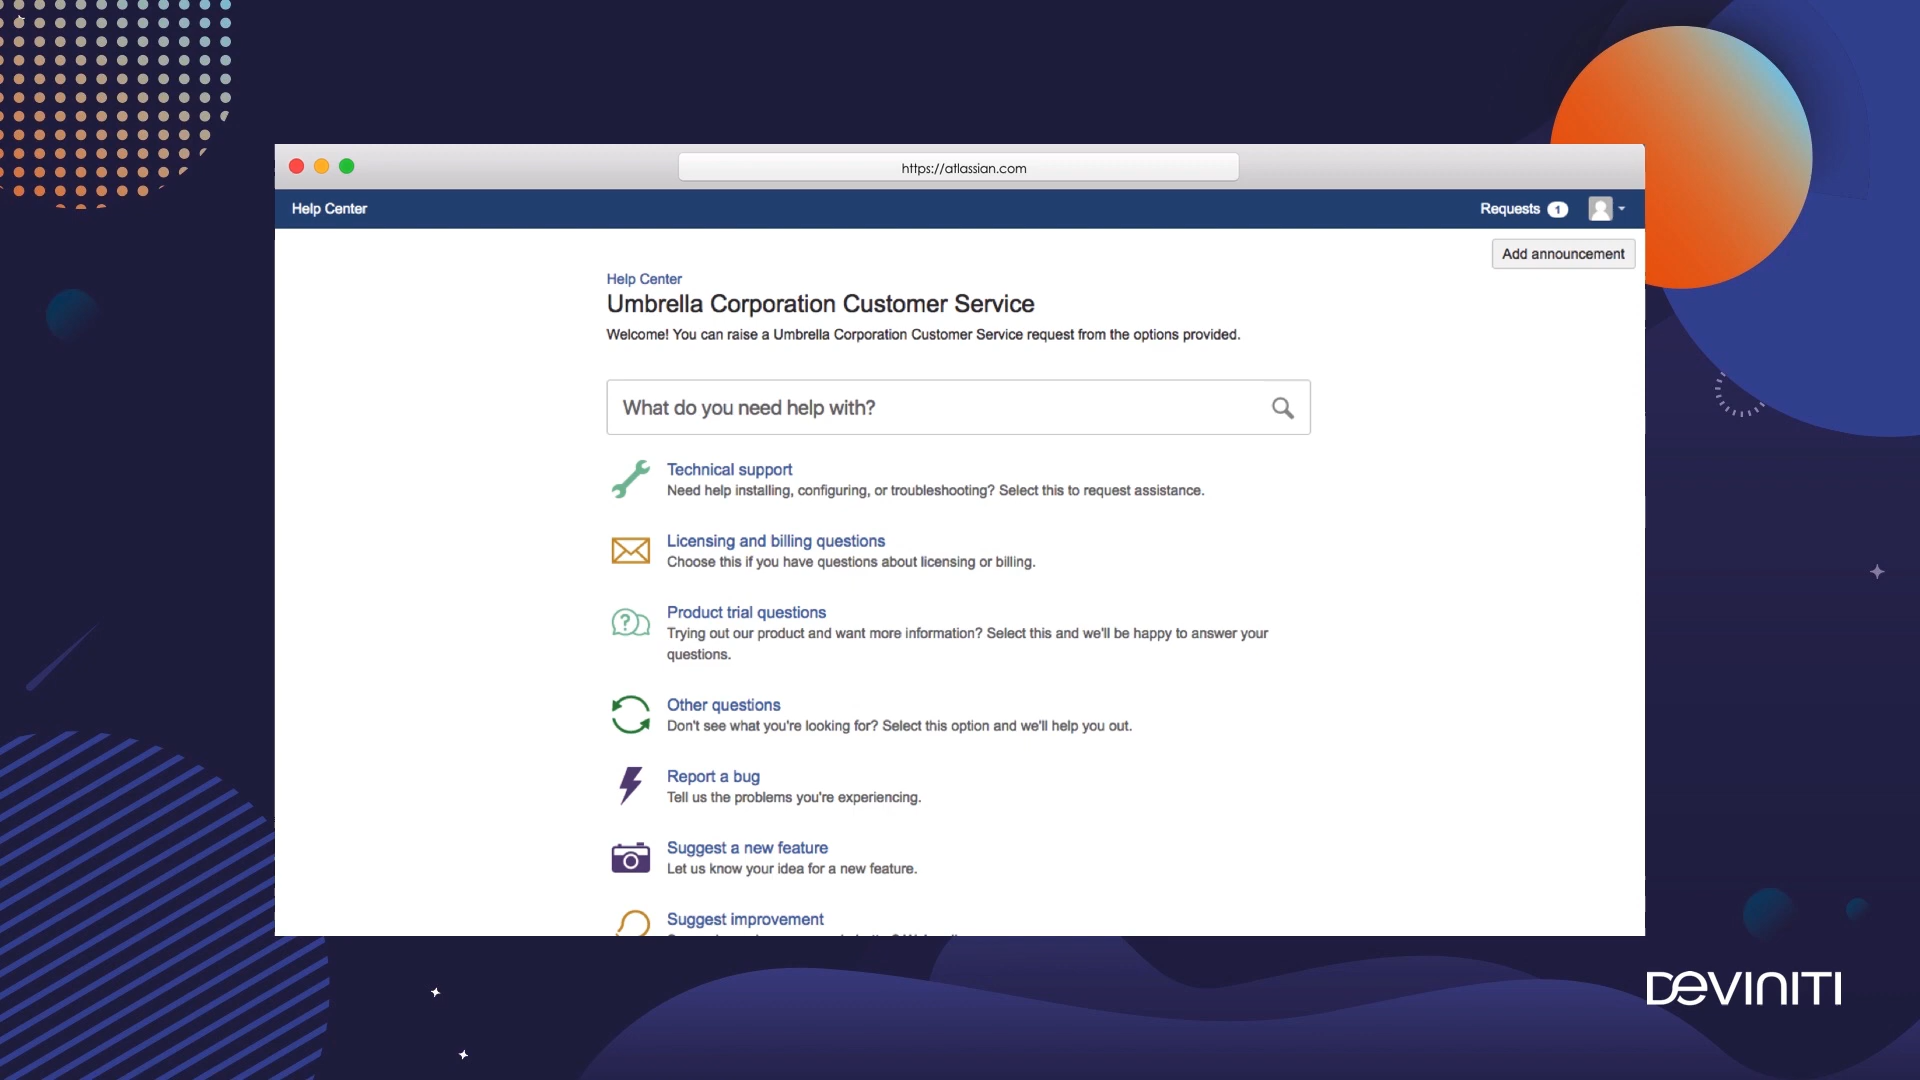 https://atlassian.com
Help Center
Requests 1
Add announcement
Help Center
Umbrella Corporation Customer Service
Welcome! You can raise a Umbrella Corporation Customer Service request from the options provided.
What do you need help with?
Technical support
Need help installing, configuring, or troubleshooting? Select this to request assistance.
Licensing and billing questions
Choose this if you have questions about licensing or billing.
Product trial questions
Trying out our product and want more information? Select this and we'll be happy to answer your
questions.
Other questions
Don't see what you're looking for? Select this option and we'll help you out.
Report a bug
Tell us the problems you're experiencing.
Suggest a new feature
Let us know your idea for a new feature.
Suggest improvement
DEVINITI